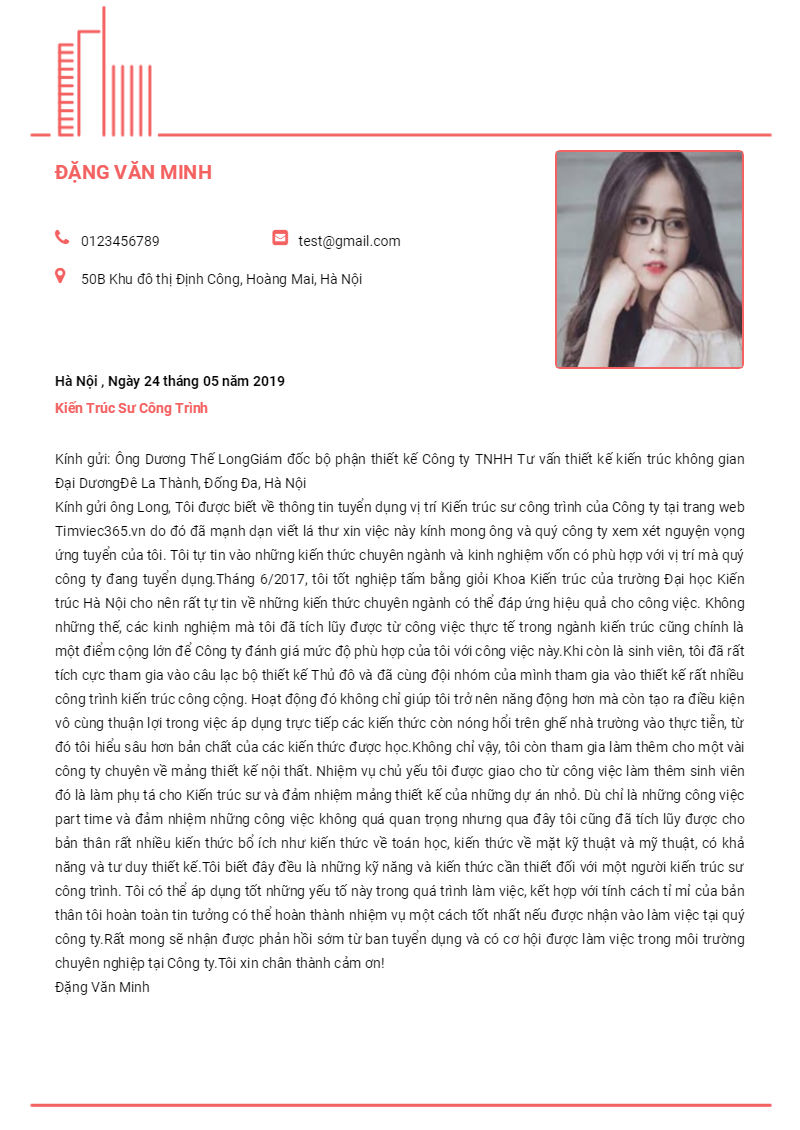 ĐẶNG VĂN MINH
0123456789
test@gmail.com
50B Khu đô thị Định Công, Hoàng Mai, Hà Nội
Hà Nội , Ngày 24 tháng 05 năm 2019
Kiến Trúc Sư Công Trình
Kính gửi: Ông Dương Thế LongGiám đốc bộ phận thiết kế Công ty TNHH Tư vấn thiết kế kiến trúc không gian
Đại DươngĐê La Thành, Đống Đa, Hà Nội
Kính gửi ông Long, Tôi được biết về thông tin tuyển dụng vị trí Kiến trúc sư công trình của Công ty tại trang web
Timviec365.vn do đó đã mạnh dạn viết lá thư xin việc này kính mong ông và quý công ty xem xét nguyện vọng
ứng tuyển của tôi. Tôi tự tin vào những kiến thức chuyên ngành và kinh nghiệm vốn có phù hợp với vị trí mà quý
công ty đang tuyển dụng.Tháng 6/2017, tôi tốt nghiệp tấm bằng giỏi Khoa Kiến trúc của trường Đại học Kiến
trúc Hà Nội cho nên rất tự tin về những kiến thức chuyên ngành có thể đáp ứng hiệu quả cho công việc. Không
những thế, các kinh nghiệm mà tôi đã tích lũy được từ công việc thực tế trong ngành kiến trúc cũng chính là
một điểm cộng lớn để Công ty đánh giá mức độ phù hợp của tôi với công việc này.Khi còn là sinh viên, tôi đã rất
tích cực tham gia vào câu lạc bộ thiết kế Thủ đô và đã cùng đội nhóm của mình tham gia vào thiết kế rất nhiều
công trình kiến trúc công cộng. Hoạt động đó không chỉ giúp tôi trở nên năng động hơn mà còn tạo ra điều kiện
vô cùng thuận lợi trong việc áp dụng trực tiếp các kiến thức còn nóng hổi trên ghế nhà trường vào thực tiễn, từ
đó tôi hiểu sâu hơn bản chất của các kiến thức được học.Không chỉ vậy, tôi còn tham gia làm thêm cho một vài
công ty chuyên về mảng thiết kế nội thất. Nhiệm vụ chủ yếu tôi được giao cho từ công việc làm thêm sinh viên
đó là làm phụ tá cho Kiến trúc sư và đảm nhiệm mảng thiết kế của những dự án nhỏ. Dù chỉ là những công việc
part time và đảm nhiệm những công việc không quá quan trọng nhưng qua đây tôi cũng đã tích lũy được cho
bản thân rất nhiều kiến thức bổ ích như kiến thức về toán học, kiến thức về mặt kỹ thuật và mỹ thuật, có khả
năng và tư duy thiết kế.Tôi biết đây đều là những kỹ năng và kiến thức cần thiết đối với một người kiến trúc sư
công trình. Tôi có thể áp dụng tốt những yếu tố này trong quá trình làm việc, kết hợp với tính cách tỉ mỉ của bản
thân tôi hoàn toàn tin tưởng có thể hoàn thành nhiệm vụ một cách tốt nhất nếu được nhận vào làm việc tại quý
công ty.Rất mong sẽ nhận được phản hồi sớm từ ban tuyển dụng và có cơ hội được làm việc trong môi trường
chuyên nghiệp tại Công ty.Tôi xin chân thành cảm ơn!
Đặng Văn Minh